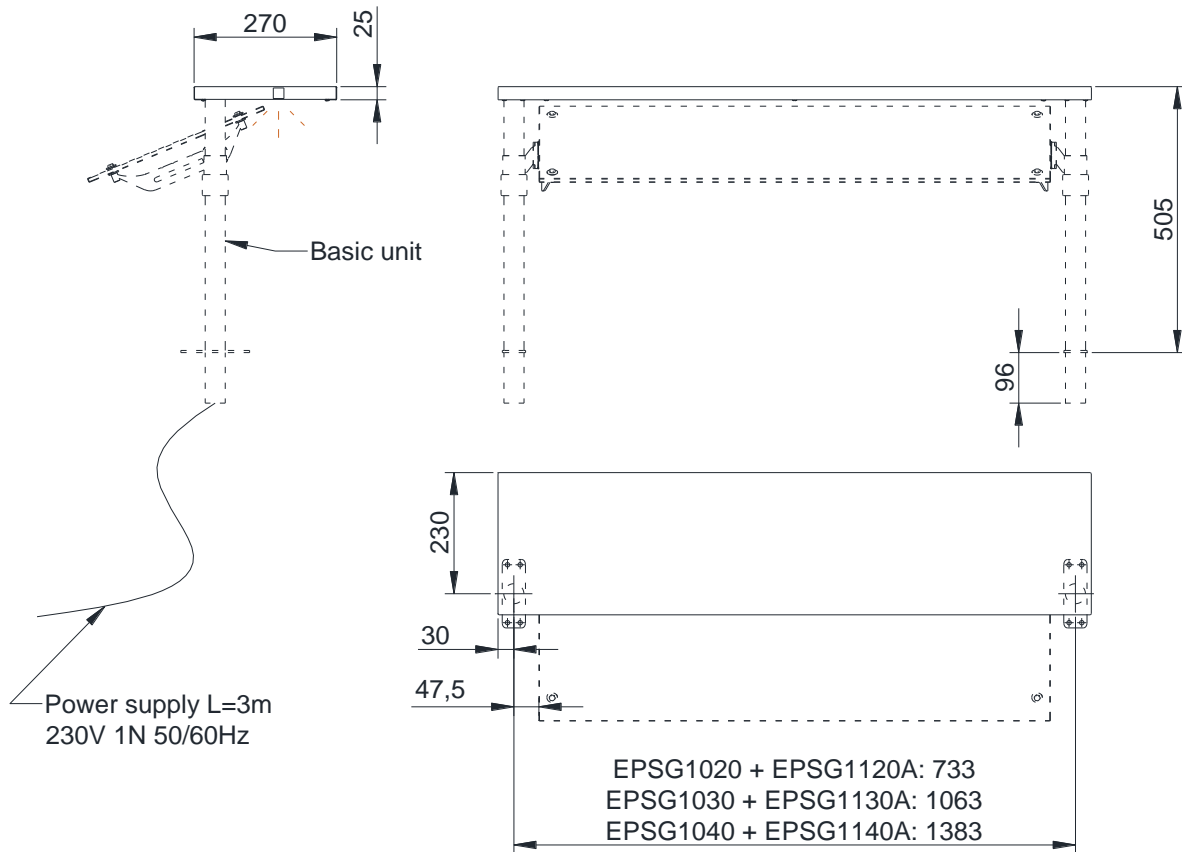 270
25
Basic unit
505
96
230
30
47,5
Power supply L=3m
230V 1N 50/60Hz
EPSG1020 + EPSG1120A: 733
EPSG1030 + EPSG1130A: 1063
EPSG1040 + EPSG1140A: 1383